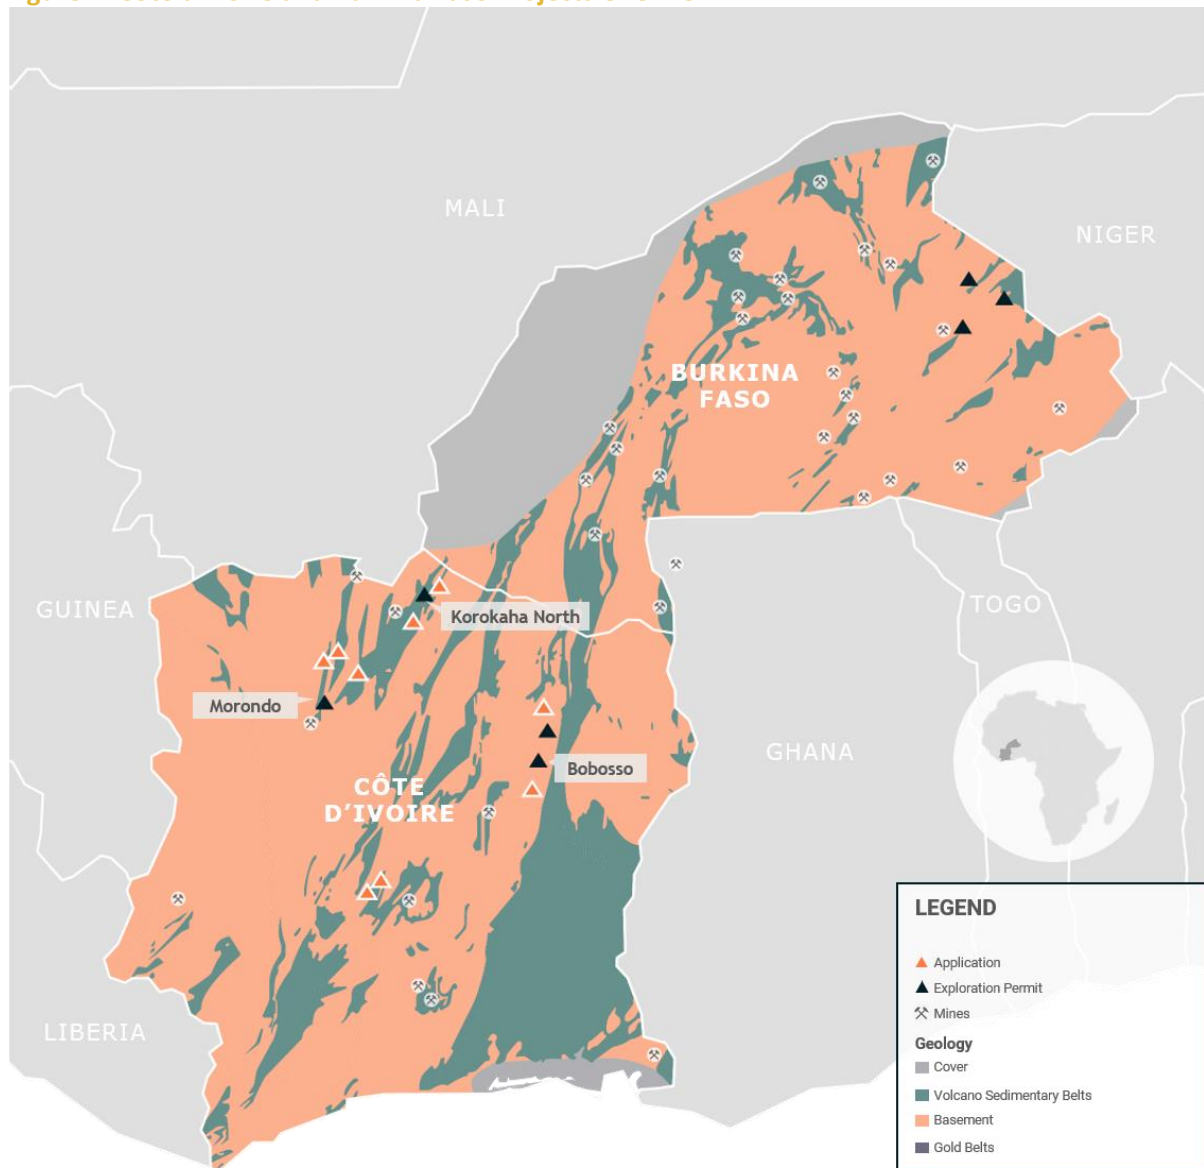 MALI
NIGER
BURKINA
FASO
GUINEA
Korokaha North
TOGO
Morondo
GHANA
Bobosso
CÔTE
D'IVOIRE
LIBERIA
LEGEND
Application
Exploration Permit
Mines
Geology
Cover
Volcano Sedimentary Belts
Basement
Gold Belts